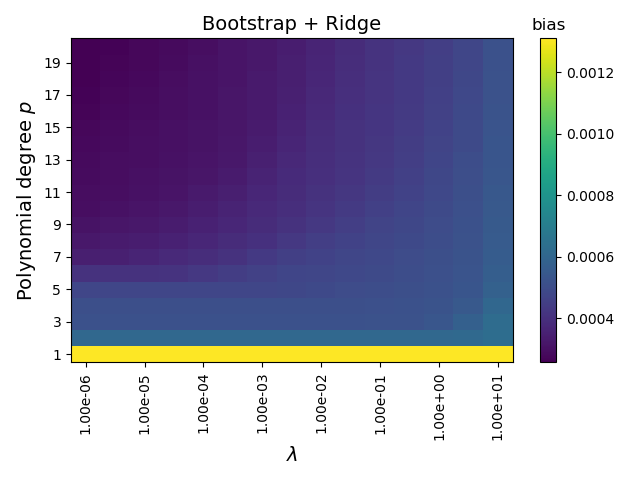 Bootstrap + Ridge
bias
Polynomial degree p
19
17
15
13
11
9
7
5
3
1
0.0012
0.0010
0.0008
0.0006
0.0004
1.00e-06
1.00e-05
1.00e-04
1.00e-03
1.00e-02
1.00e-01
1.00e+00
1.00e+01
λ